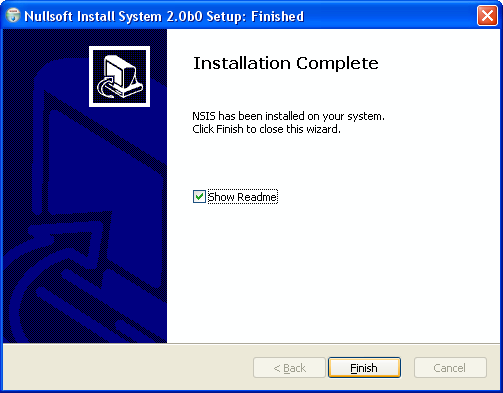 Nullsoft Install System 2.0b0 Setup: Finished
Installation Complete
NSIS has been installed on your system.
Click Finish to close this wizard.
Show Readme
< Back
Finish
Cancel